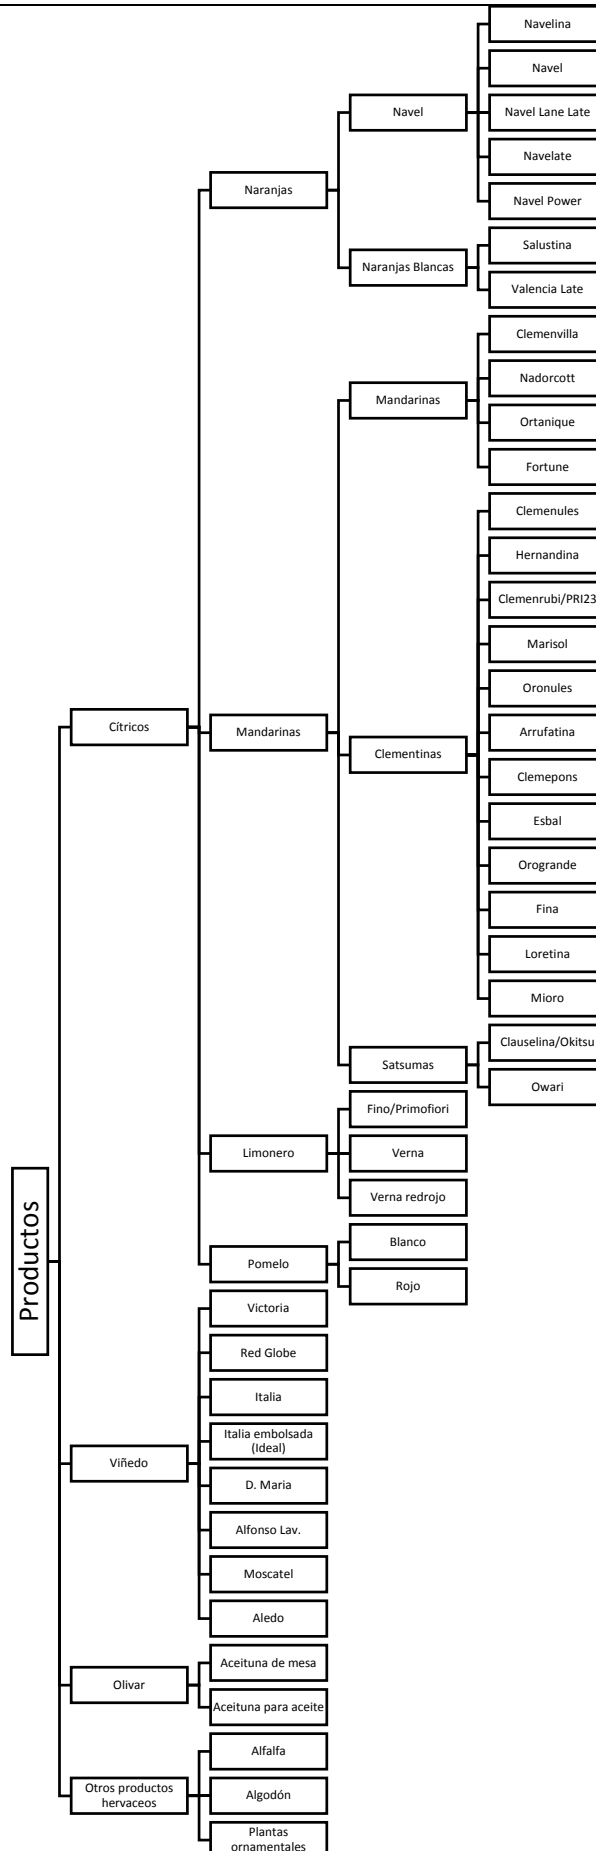 Productos
Cítricos
Naranjas
Navel
Navelina
Navel
Navel Lane Late
Navelate
Navel Power
Naranjas Blancas
Salustina
Valencia Late
Mandarinas
Mandarinas
Clemenvilla
Nadorcott
Ortanique
Fortune
Clementinas
Clemenules
Hernandina
Clemenrubi/PRI23
Marisol
Oronules
Arrufatina
Clemepons
Esbal
Orogrande
Fina
Loretina
Mioro
Satsumas
Clauselina/Okitsu
Owari
Limonero
Fino/Primofiori
Verna
Verna redrojo
Pomelo
Blanco
Rojo
Viñedo
Victoria
Red Globe
Italia
Italia embolsada
(Ideal)
D. Maria
Alfonso Lav.
Moscatel
Aledo
Olivar
Aceituna de mesa
Aceituna para aceite
Otros productos
hervaceos
Alfalfa
Algodón
Plantas
ornamentales